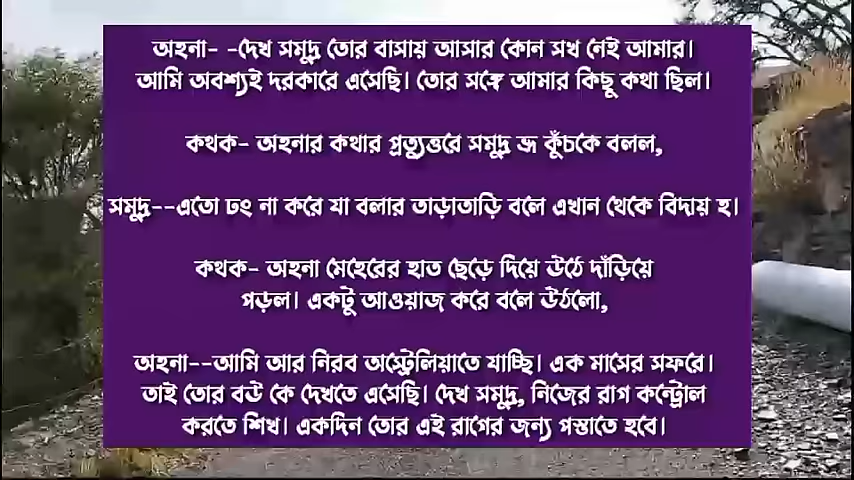 অহনা- -দেখ সমুদ্র তোর বাসায় আসার কোন সখ নেই আমার।
আমি অবশ্যই দরকারে এসেছি। তোর সঙ্গে আমার কিছু কথা ছিল।
কথক- অহনার কথার প্রত্যুত্তরে সমুদ্র ভ্রু কুঁচকে বলল,
সমুদ্র--এতো ঢং না করে যা বলার তাড়াতাড়ি বলে এখান থেকে বিদায় হ।
কথক- অহনা মেহেরের হাত ছেড়ে দিয়ে উঠে দাঁড়িয়ে
পড়ল। একটু আওয়াজ করে বলে উঠলো,
অহনা--আমি আর নিরব অস্ট্রেলিয়াতে যাচ্ছি। এক মাসের সফরে।
তাই তোর বউ কে দেখতে এসেছি। দেখ সমুদ্র, নিজের রাগ কন্ট্রোল
করতে শিখ। একদিন তোর এই রাগের জন্য পস্তাতে হবে।